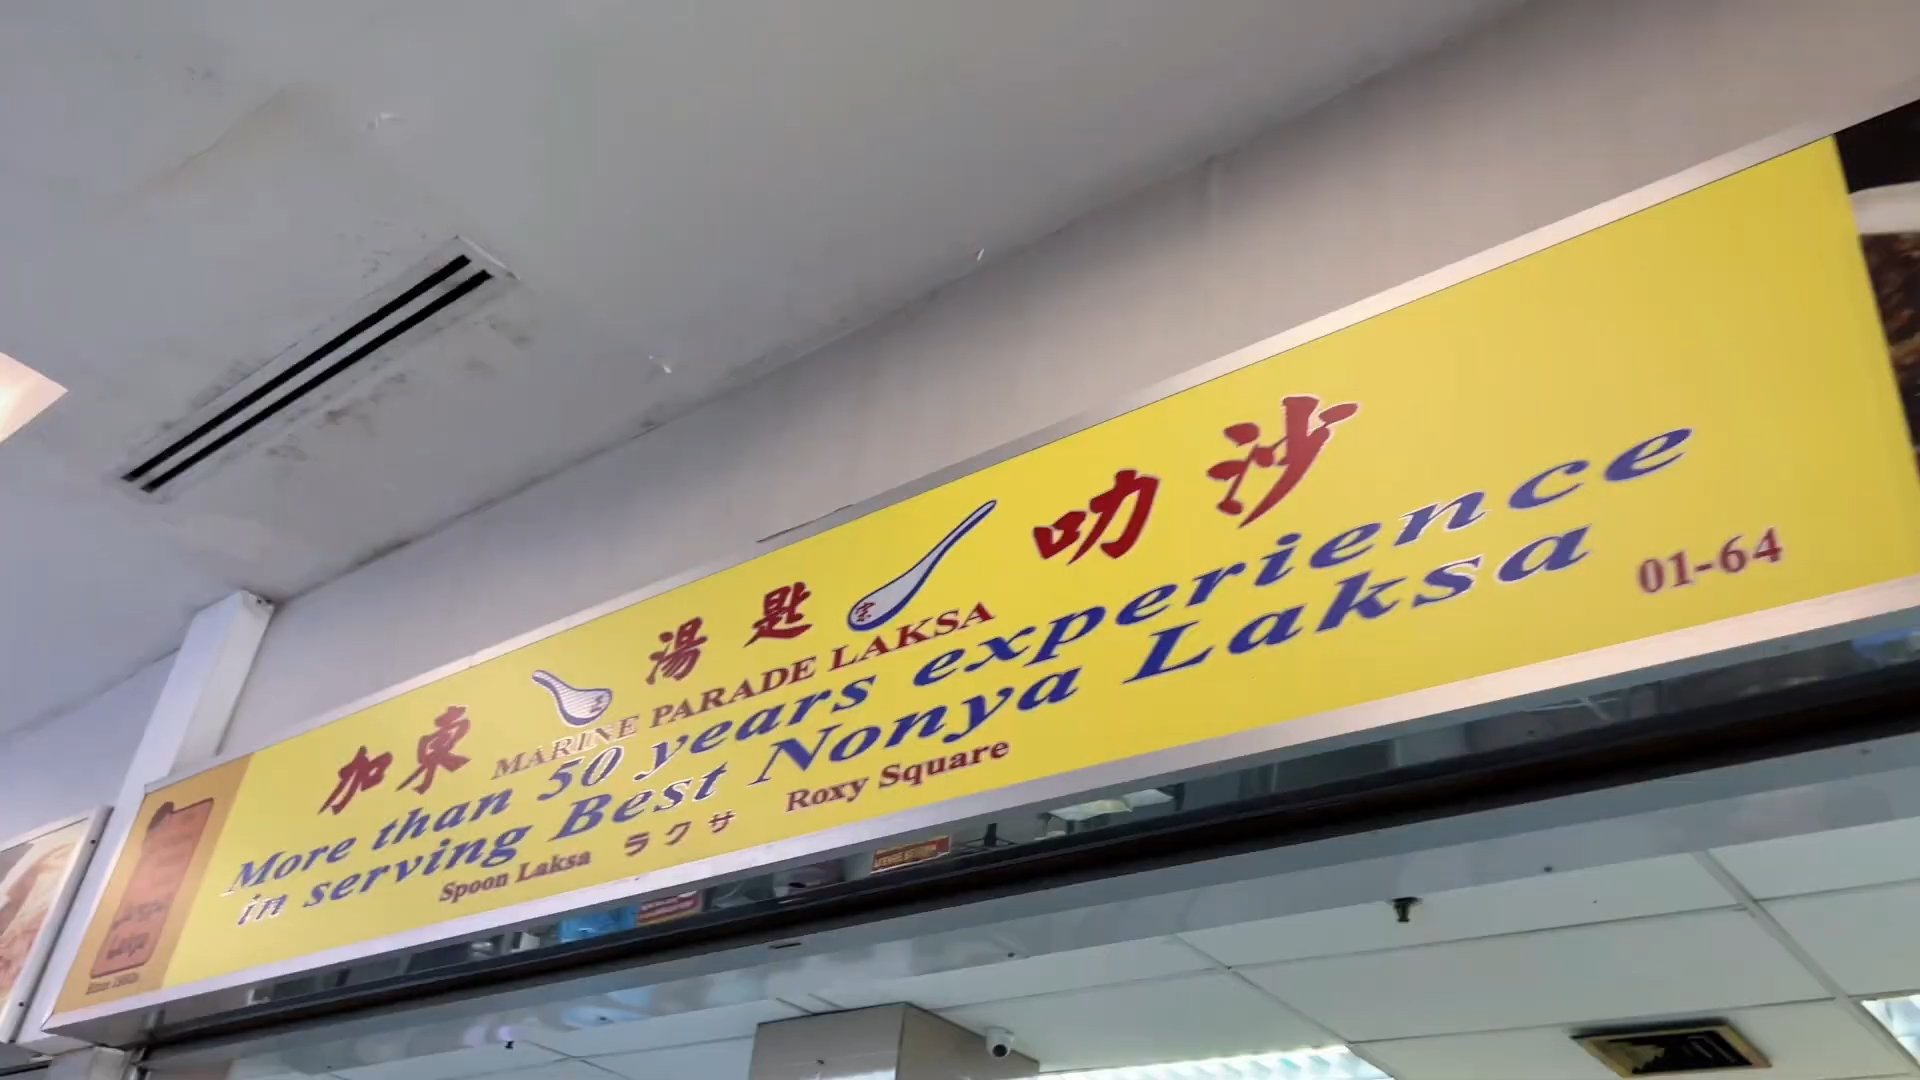 加東 湯匙 叻沙
MARINE PARADE LAKSA
More than 50 years experience
in serving Best Nonya Laksa
01-64
Spoon Laksa ラクサ Roxy Square